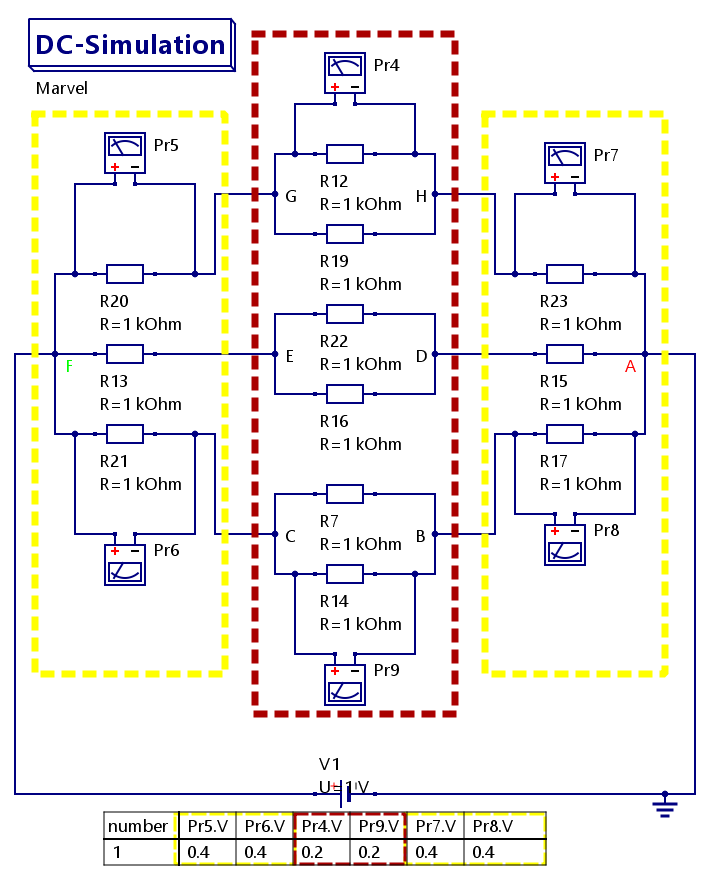 DC-Simulation
Marvel
Pr4
Pr5
Pr7
R12
R=1 kOhm
G
H
R19
R=1 kOhm
R20
R=1 kOhm
R23
R=1 kOhm
R22
R=1 kOhm
F
E
D
A
R13
R=1 kOhm
R15
R=1 kOhm
R16
R=1 kOhm
R21
R=1 kOhm
R17
R=1 kOhm
R7
R=1 kOhm
C
B
Pr6
Pr8
R14
R=1 kOhm
Pr9
V1
U=1 V
number Pr5.V Pr6.V Pr4.V Pr9.V Pr7.V Pr8.V
1 0.4 0.4 0.2 0.2 0.4 0.4